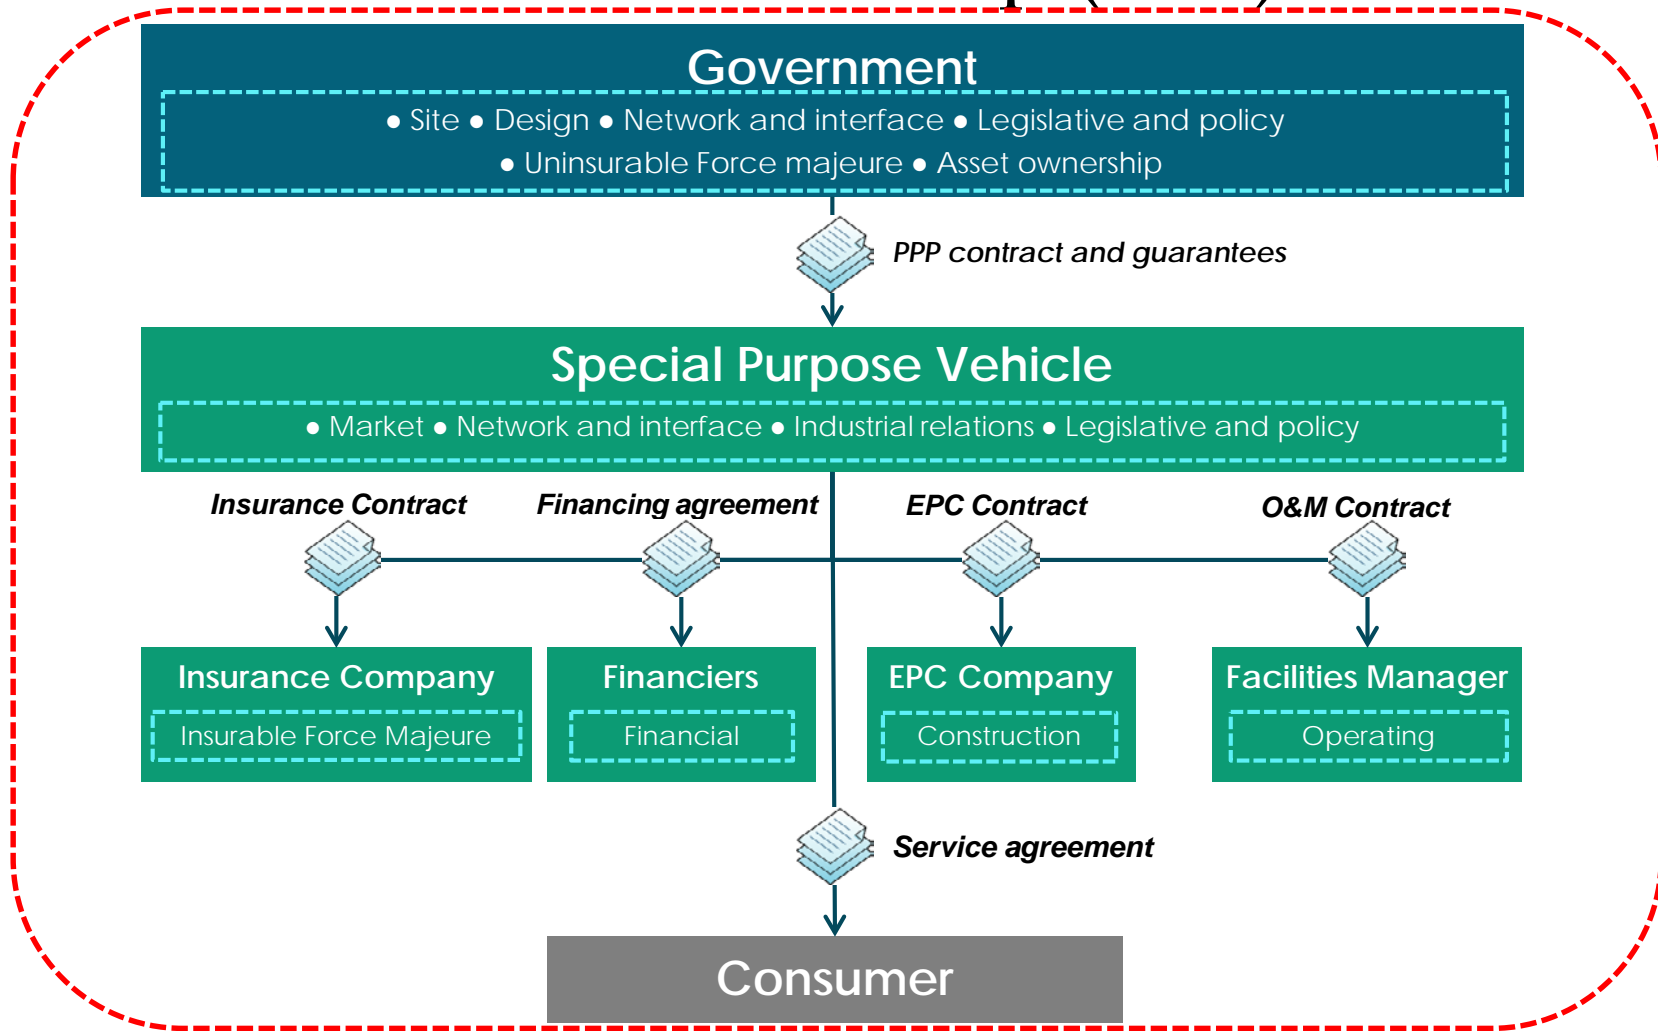 Government
● Site ● Design ● Network and interface ● Legislative and policy
● Uninsurable Force majeure ● Asset ownership
PPP contract and guarantees
Special Purpose Vehicle
● Market ● Network and interface ● Industrial relations ● Legislative and policy
Insurance Contract
Financing agreement
EPC Contract
O&M Contract
Insurance Company
Insurable Force Majeure
Financiers
Financial
EPC Company
Construction
Facilities Manager
Operating
Service agreement
Consumer